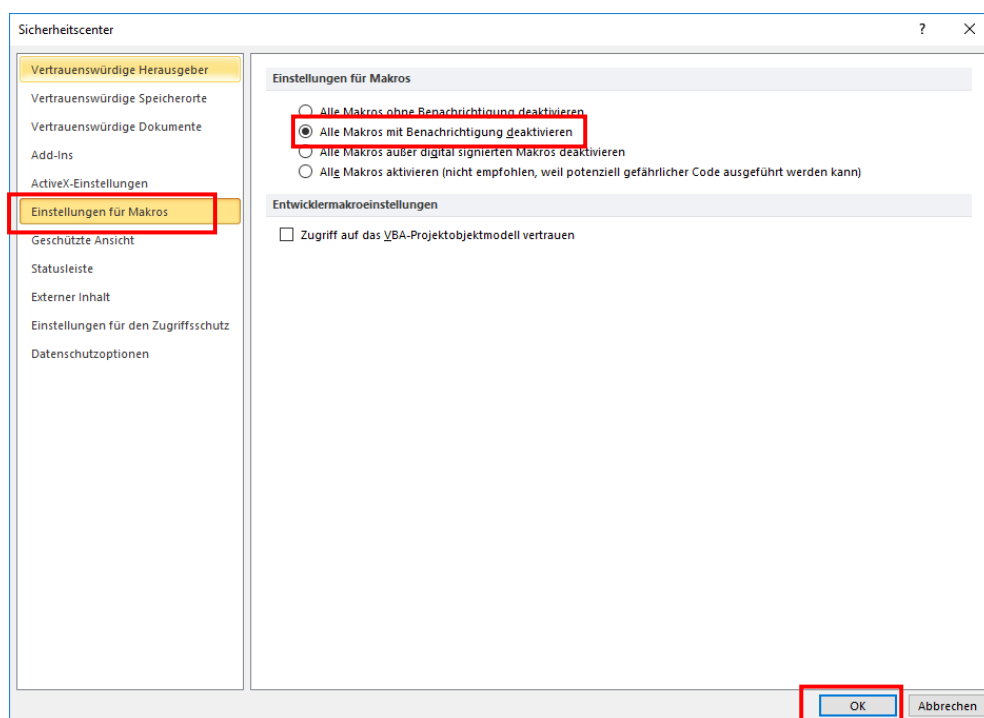 Sicherheitscenter
?
Vertrauenswürdige Herausgeber
Vertrauenswürdige Speicherorte
Vertrauenswürdige Dokumente
Add-Ins
ActiveX-Einstellungen
Einstellungen für Makros
Geschützte Ansicht
Statusleiste
Externer Inhalt
Einstellungen für den Zugriffsschutz
Datenschutzoptionen
Einstellungen für Makros
Alle Makros ohne Benachrichtigung deaktivieren
Alle Makros mit Benachrichtigung deaktivieren
Alle Makros außer digital signierten Makros deaktivieren
Alle Makros aktivieren (nicht empfohlen, weil potenziell gefährlicher Code ausgeführt werden kann)
Entwicklermakroeinstellungen
Zugriff auf das VBA-Projektobjektmodell vertrauen
OK
Abbrechen